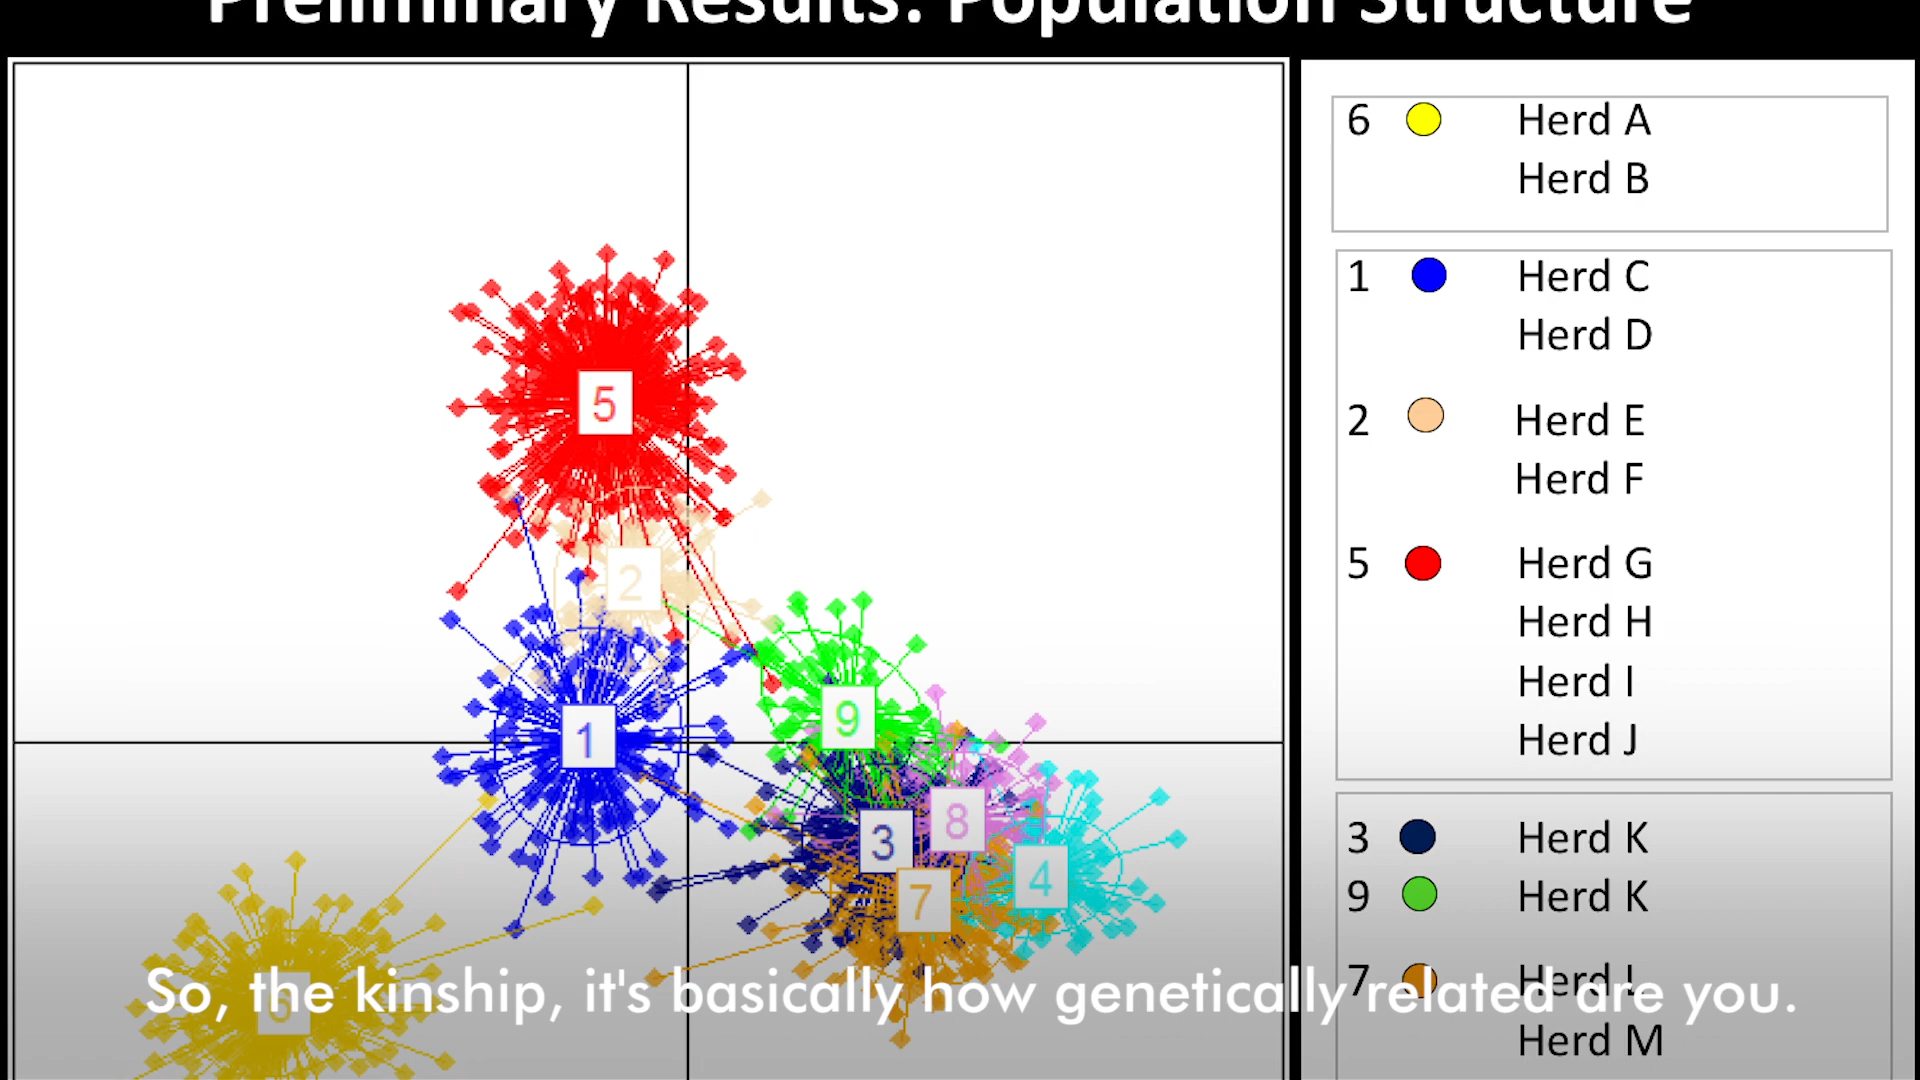 Preliminary Results: Population Structure
5
2
1
9
3
8
7
4
6
6 Herd A
Herd B
1 Herd C
Herd D
2 Herd E
Herd F
5 Herd G
Herd H
Herd I
Herd J
3 Herd K
9 Herd K
7 Herd L
Herd M
So, the kinship, it's basically how genetically related are you.